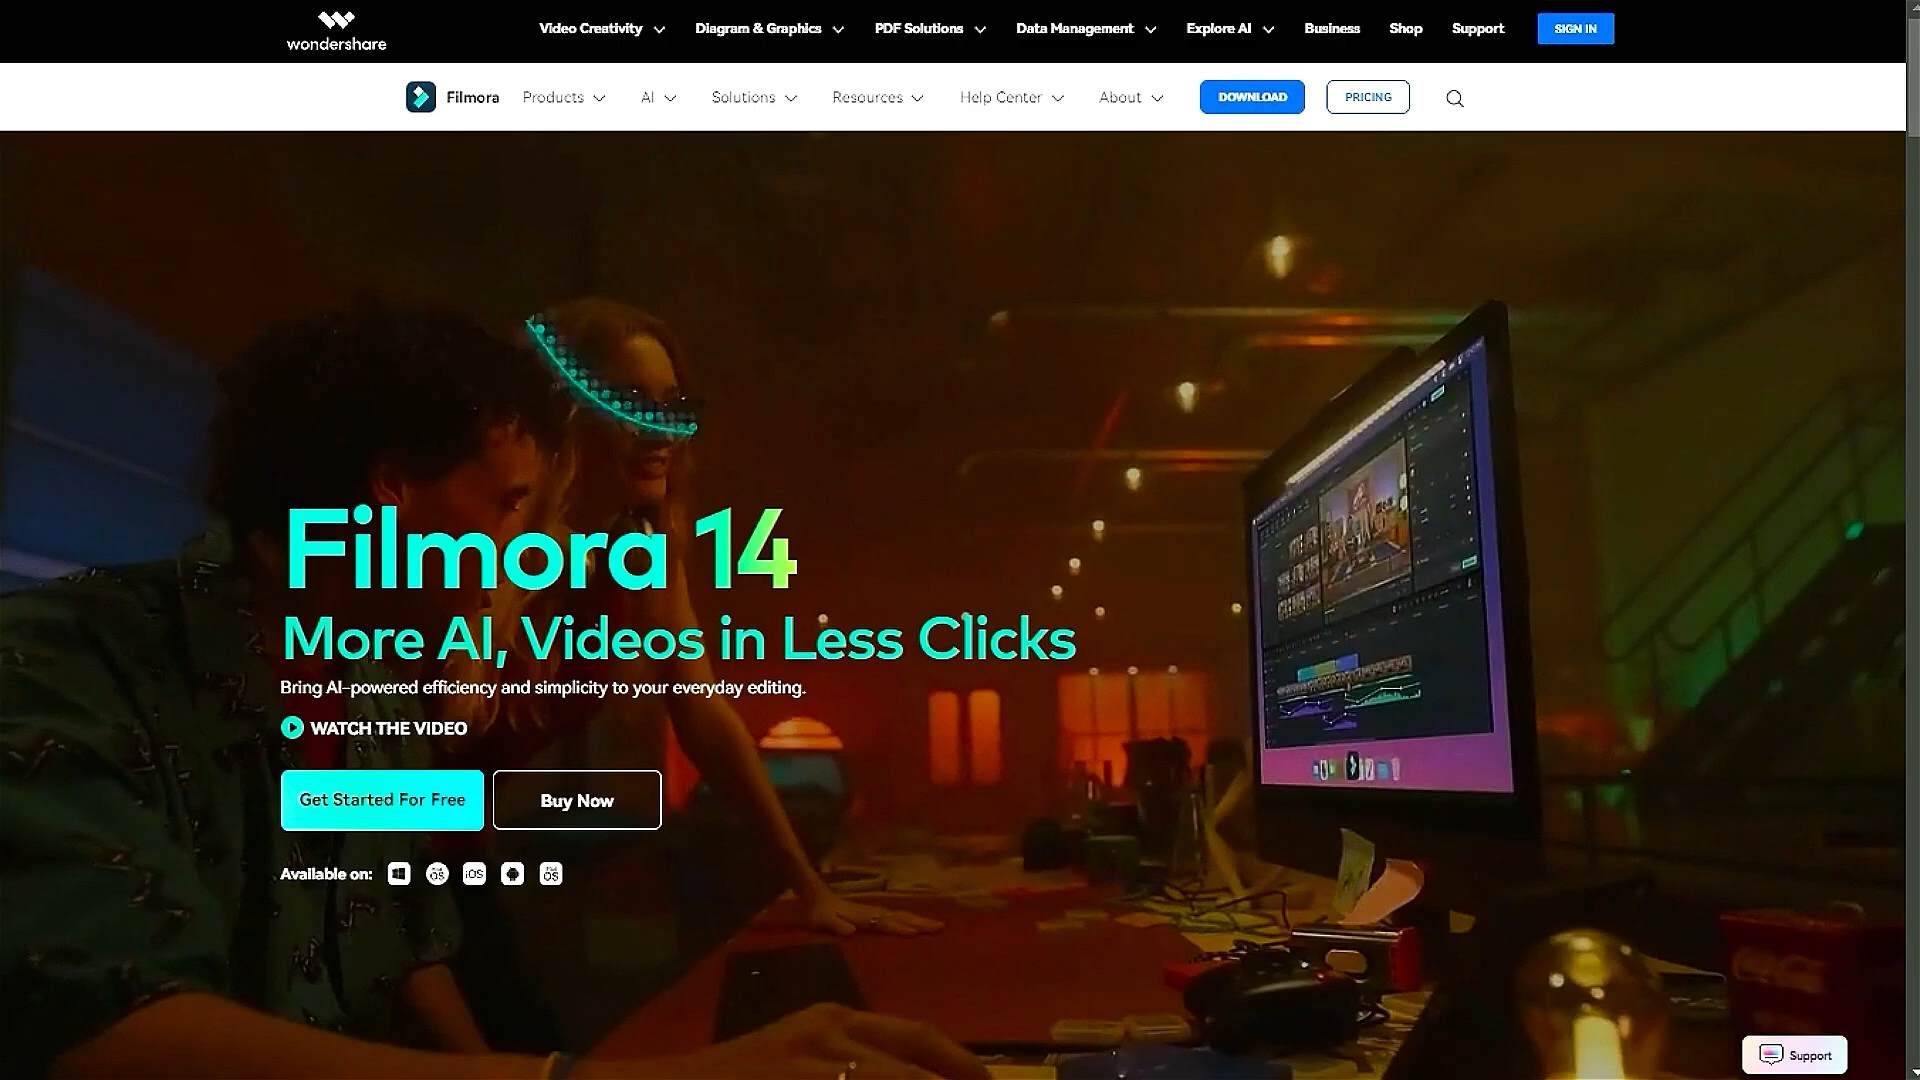 wondershare
Video Creativity
Diagram & Graphics
PDF Solutions
Data Management
Explore AI
Business
Shop
Support
SIGN IN
Filmora
Products
AI
Solutions
Resources
Help Center
About
DOWNLOAD
PRICING
Filmora 14
More AI, Videos in Less Clicks
Bring AI-powered efficiency and simplicity to your everyday editing.
WATCH THE VIDEO
Get Started For Free
Buy Now
Available on:
iOS
Support